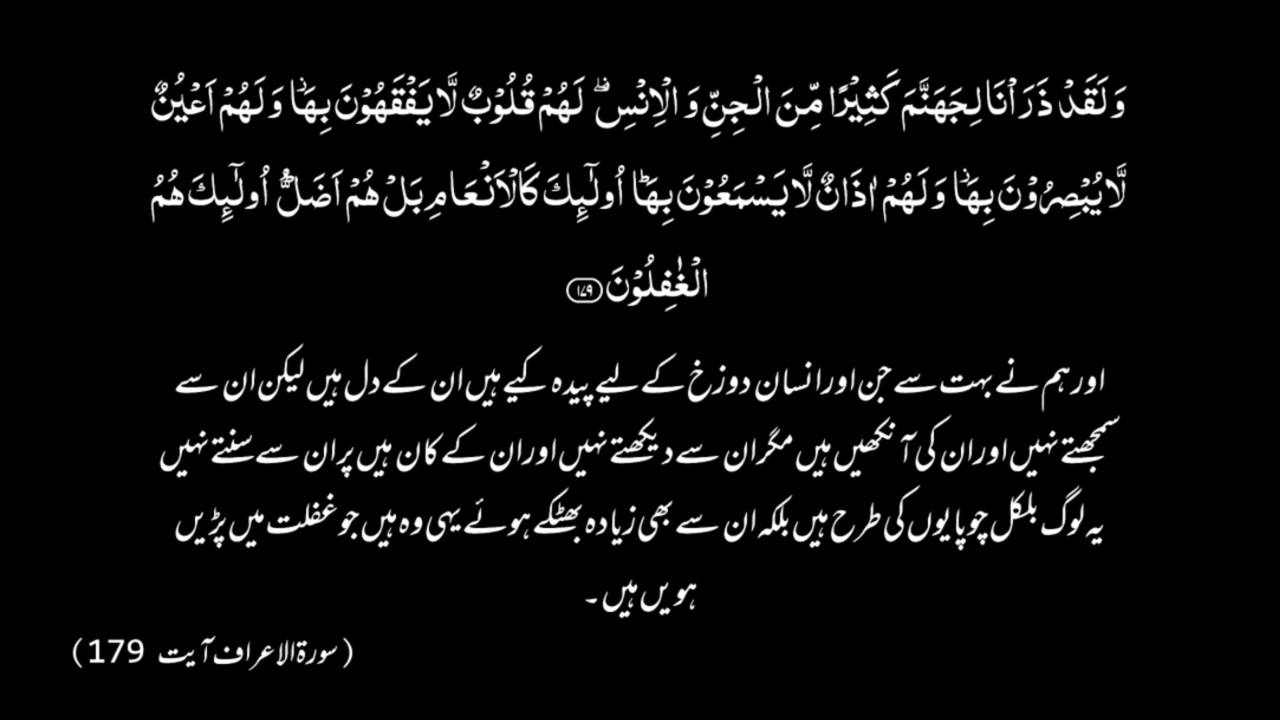 وَلَقَدْ ذَرَاْنَا لِجَهَنَّمَ كَثِيْرًا مِّنَ الْجِنِّ وَ الْاِنْسِ ۖؗ لَهُمْ قُلُوْبٌ لَّا يَفْقَهُوْنَ بِهَا٘ وَلَهُمْ اَعْيُنٌ
لَّا يُبْصِرُوْنَ بِهَا٘ وَلَهُمْ اٰذَانٌ لَّا يَسْمَعُوْنَ بِهَا ؕ اُولٰٓىِٕكَ كَالْاَنْعَامِ بَلْ هُمْ اَضَلُّ ؕ اُولٰٓىِٕكَ هُمُ
الْغٰفِلُوْنَ ۝۱۷۹
اور ہم نے بہت سے جن اور انسان دوزخ کے لیے پیدہ کیے ہیں ان کے دل ہیں لیکن ان سے
سمجھتے نہیں اور ان کی آنکھیں ہیں مگر ان سے دیکھتے نہیں اور ان کے کان ہیں پر ان سے سنتے نہیں
یہ لوگ بلکل چوپایوں کی طرح ہیں بلکہ ان سے بھی زیادہ بھٹکے ہوئے یہی وہ ہیں جو غفلت میں پڑیں
ہویں ہیں۔
(سورۃ الاعراف آیت 179)